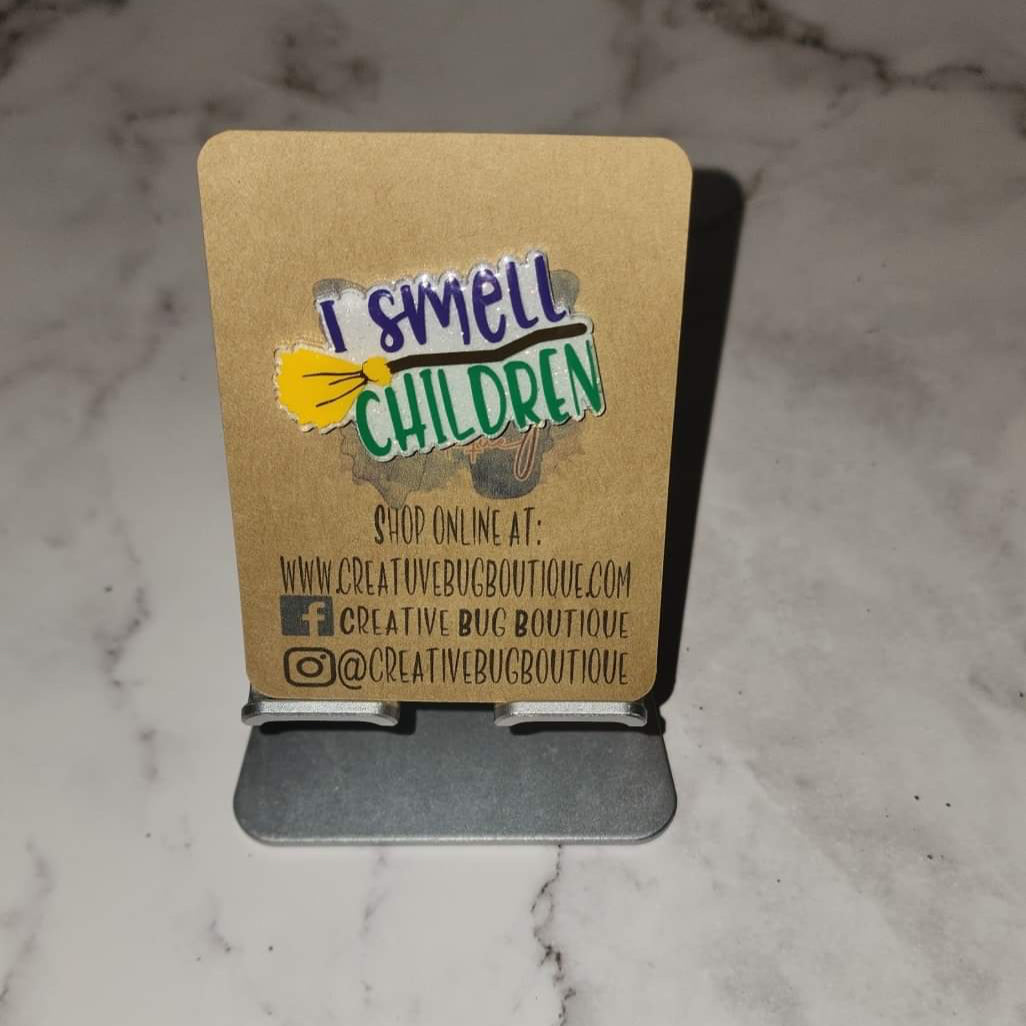 I SMELL
CHILDREN
SHOP ONLINE AT:
WWW.CREATUVEBUGBOUTIQUE.COM
f CREATIVE BUG BOUTIQUE
@CREATIVEBUGBOUTIQUE